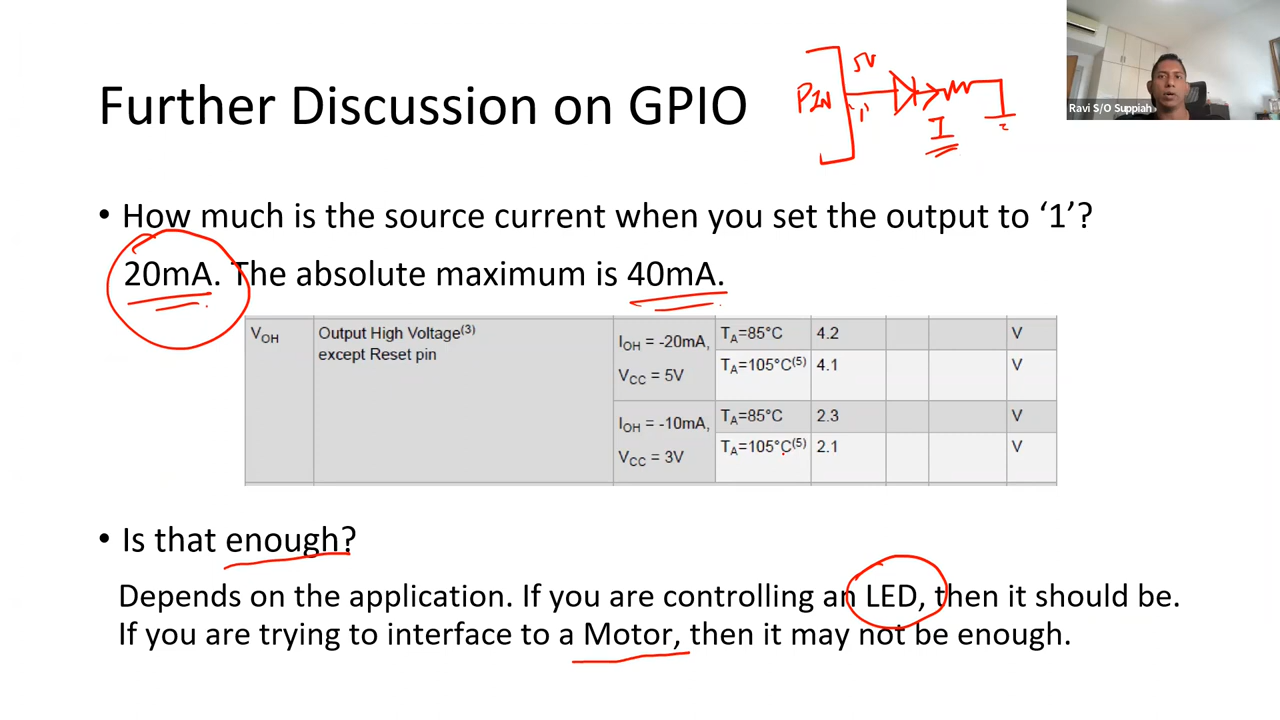 Further Discussion on GPIO
PIN
5V
'1'
I
Ravi S/O Suppiah
• How much is the source current when you set the output to ‘1’?
20mA. The absolute maximum is 40mA.
VOH Output High Voltage(3) except Reset pin
IOH = -20mA, VCC = 5V
TA=85°C 4.2 V
TA=105°C(5) 4.1 V
IOH = -10mA, VCC = 3V
TA=85°C 2.3 V
TA=105°C(5) 2.1 V
• Is that enough?
Depends on the application. If you are controlling an LED, then it should be.
If you are trying to interface to a Motor, then it may not be enough.